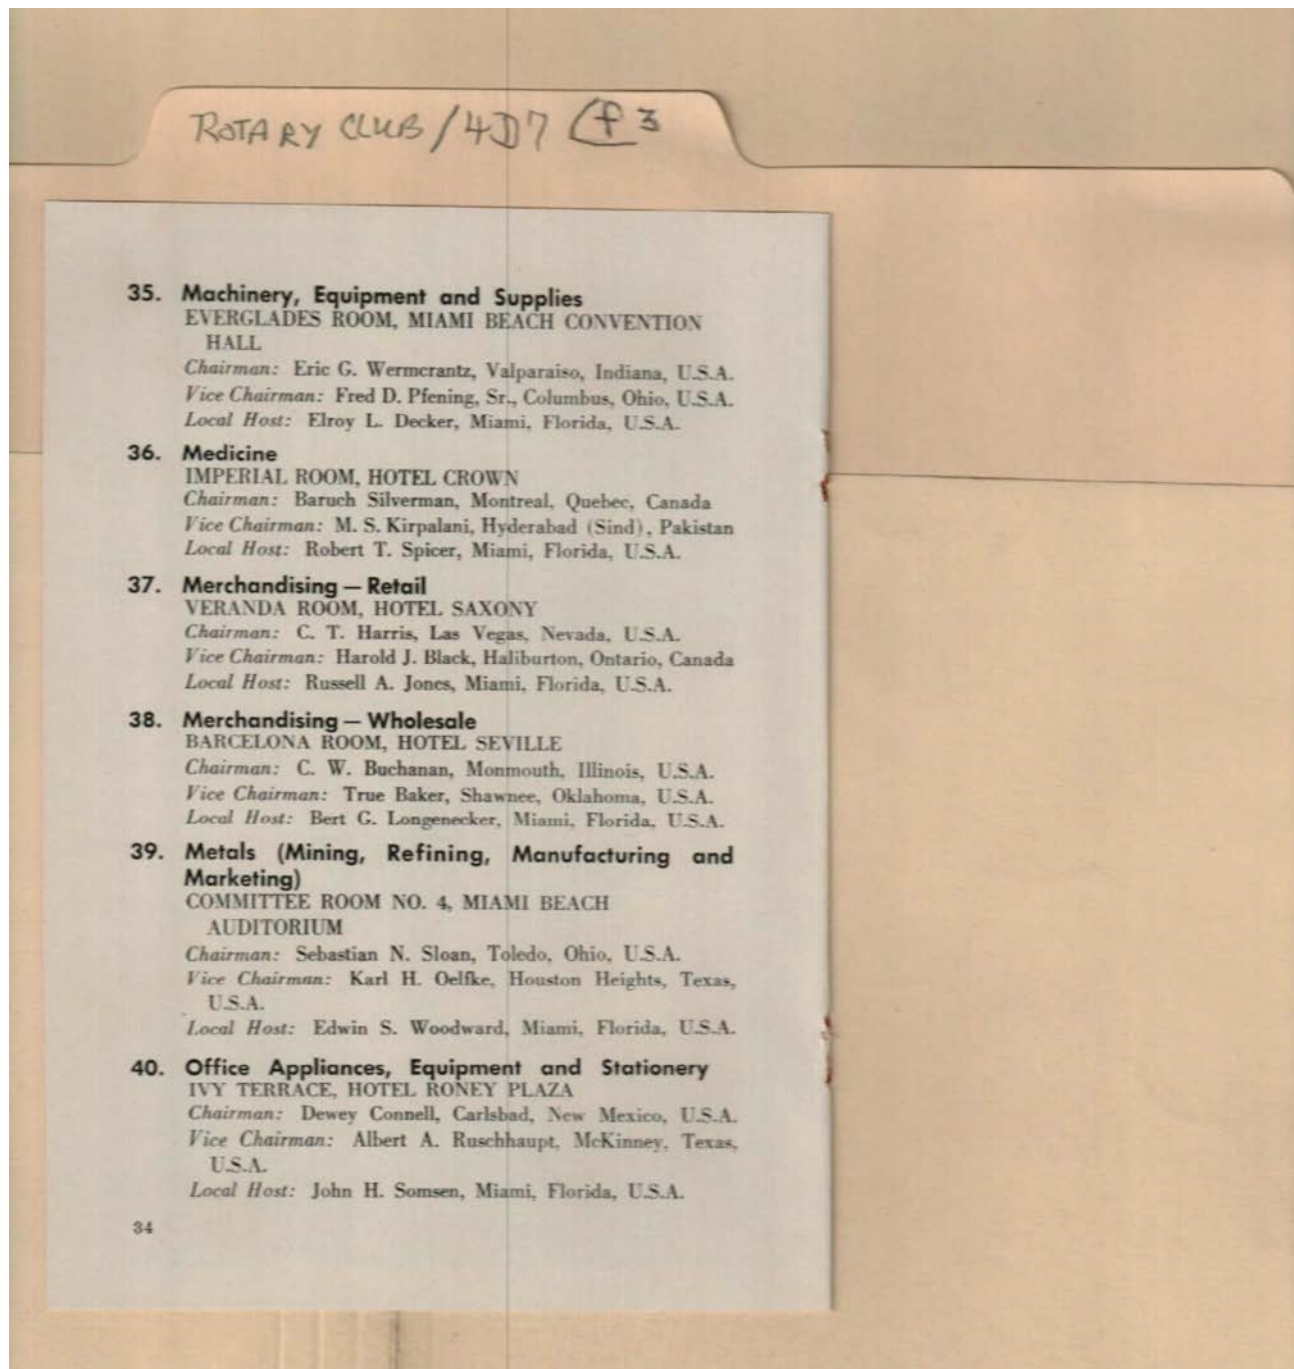 ROTARY CLUB/4D7 P3
35. Machinery, Equipment and Supplies
EVERGLADES ROOM, MIAMI BEACH CONVENTION
HALL
Chairman: Eric G. Wermcrantz, Valparaiso, Indiana, U.S.A.
Vice Chairman: Fred D. Pfening, Sr., Columbus, Ohio, U.S.A.
Local Host: Elroy L. Decker, Miami, Florida, U.S.A.
36. Medicine
IMPERIAL ROOM, HOTEL CROWN
Chairman: Baruch Silverman, Montreal, Quebec, Canada
Vice Chairman: M. S. Kirpalani, Hyderabad (Sind), Pakistan
Local Host: Robert T. Spicer, Miami, Florida, U.S.A.
37. Merchandising — Retail
VERANDA ROOM, HOTEL SAXONY
Chairman: C. T. Harris, Las Vegas, Nevada, U.S.A.
Vice Chairman: Harold J. Black, Haliburton, Ontario, Canada
Local Host: Russell A. Jones, Miami, Florida, U.S.A.
38. Merchandising — Wholesale
BARCELONA ROOM, HOTEL SEVILLE
Chairman: C. W. Buchanan, Monmouth, Illinois, U.S.A.
Vice Chairman: True Baker, Shawnee, Oklahoma, U.S.A.
Local Host: Bert G. Longenecker, Miami, Florida, U.S.A.
39. Metals (Mining, Refining, Manufacturing and
Marketing)
COMMITTEE ROOM NO. 4, MIAMI BEACH
AUDITORIUM
Chairman: Sebastian N. Sloan, Toledo, Ohio, U.S.A.
Vice Chairman: Karl H. Oelfke, Houston Heights, Texas,
U.S.A.
Local Host: Edwin S. Woodward, Miami, Florida, U.S.A.
40. Office Appliances, Equipment and Stationery
IVY TERRACE, HOTEL RONEY PLAZA
Chairman: Dewey Connell, Carlsbad, New Mexico, U.S.A.
Vice Chairman: Albert A. Ruschhaupt, McKinney, Texas,
U.S.A.
Local Host: John H. Somsen, Miami, Florida, U.S.A.
34